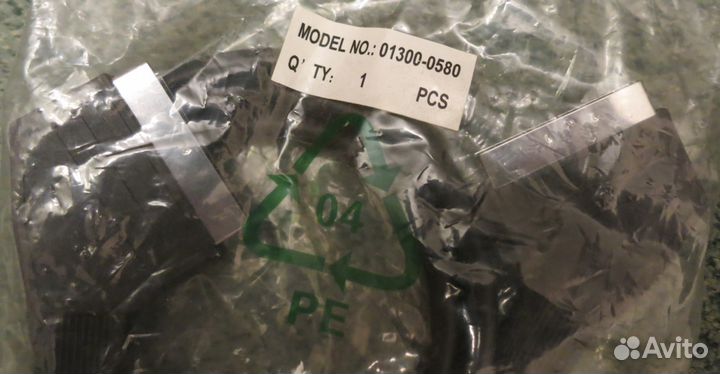 MODEL NO.: 01300-0580
Q'TY: 1 PCS
04
PE
Avito